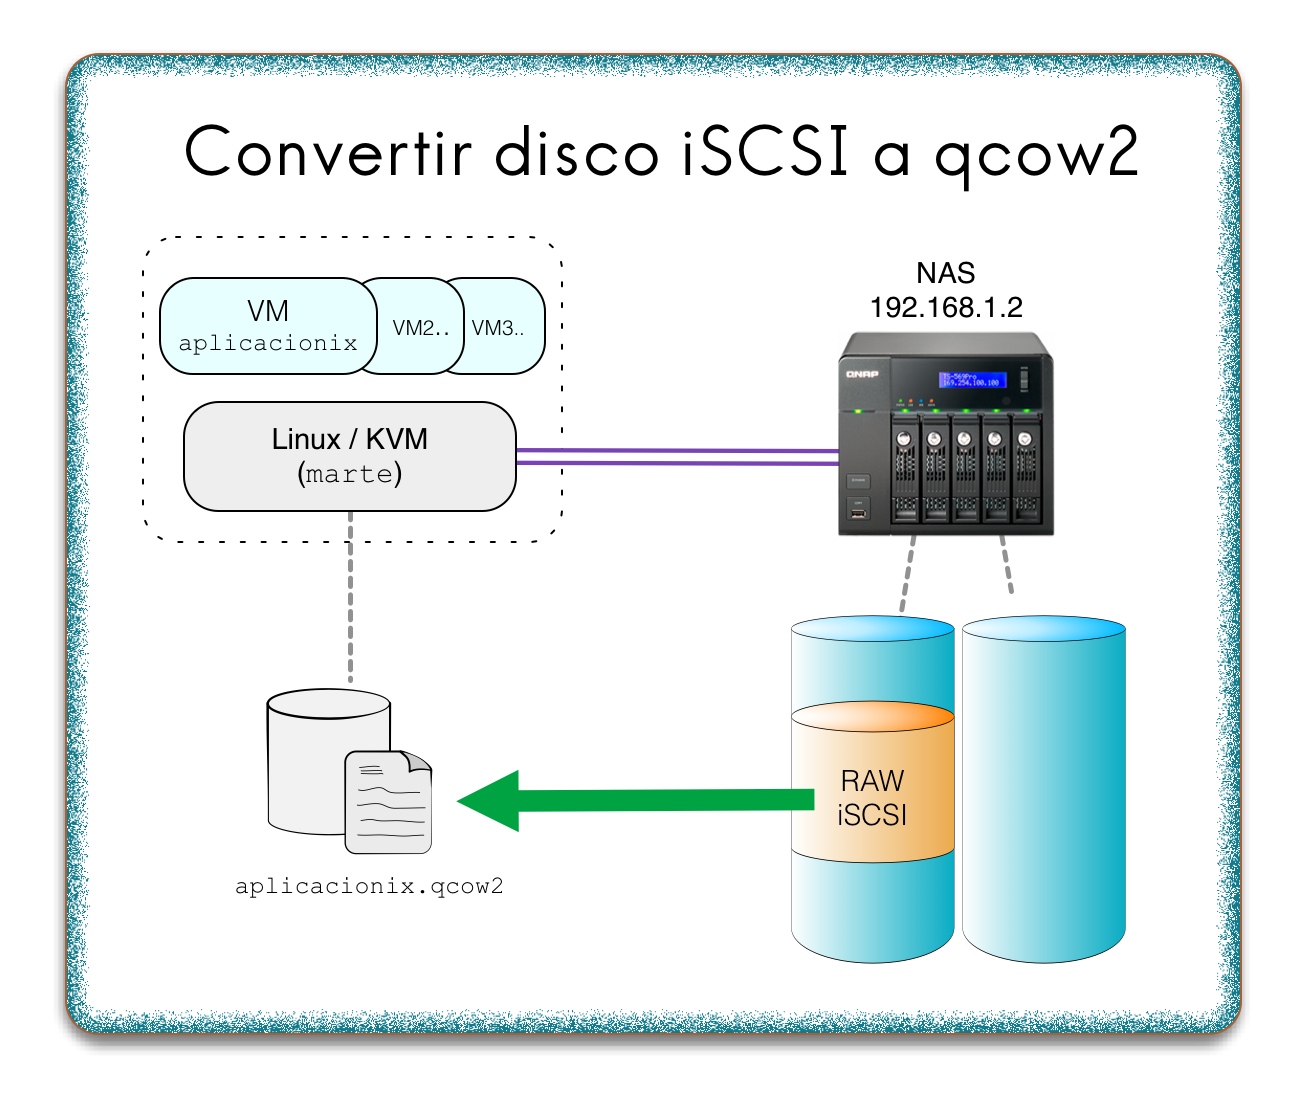 Convertir disco iSCSI a qcow2
NAS
192.168.1.2
VM
aplicacionix
VM2..
VM3..
QNAP
TS-569Pro
169.254.100.100
Linux / KVM
(marte)
RAW
iSCSI
aplicacionix.qcow2